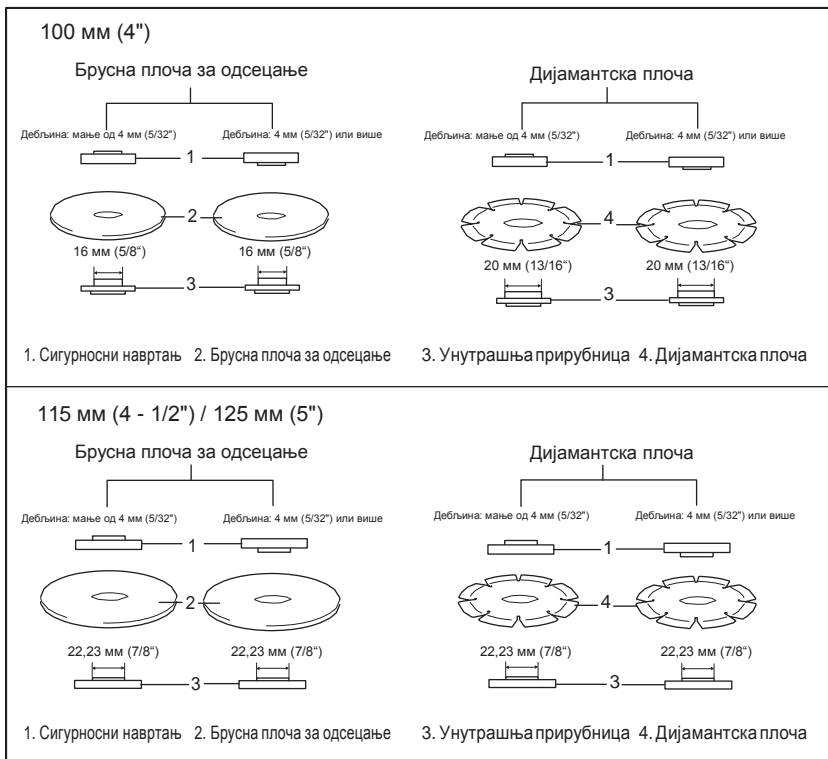 100 мм (4")
Брусна плоча за одсецање
Дебљина: мање од 4 мм (5/32") Дебљина: 4 мм (5/32") или више
1
2
16 мм (5/8“) 16 мм (5/8“)
3
Дијамантска плоча
Дебљина: мање од 4 мм (5/32") Дебљина: 4 мм (5/32") или више
1
4
20 мм (13/16“) 20 мм (13/16“)
3
1. Сигурносни навртањ 2. Брусна плоча за одсецање 3. Унутрашња прирубница 4. Дијамантска плоча
115 мм (4 - 1/2") / 125 мм (5")
Брусна плоча за одсецање
Дебљина: мање од 4 мм (5/32") Дебљина: 4 мм (5/32") или више
1
2
22,23 мм (7/8“) 22,23 мм (7/8“)
3
Дијамантска плоча
Дебљина: мање од 4 мм (5/32") Дебљина: 4 мм (5/32") или више
1
4
22,23 мм (7/8“) 22,23 мм (7/8“)
3
1. Сигурносни навртањ 2. Брусна плоча за одсецање 3. Унутрашња прирубница 4. Дијамантска плоча